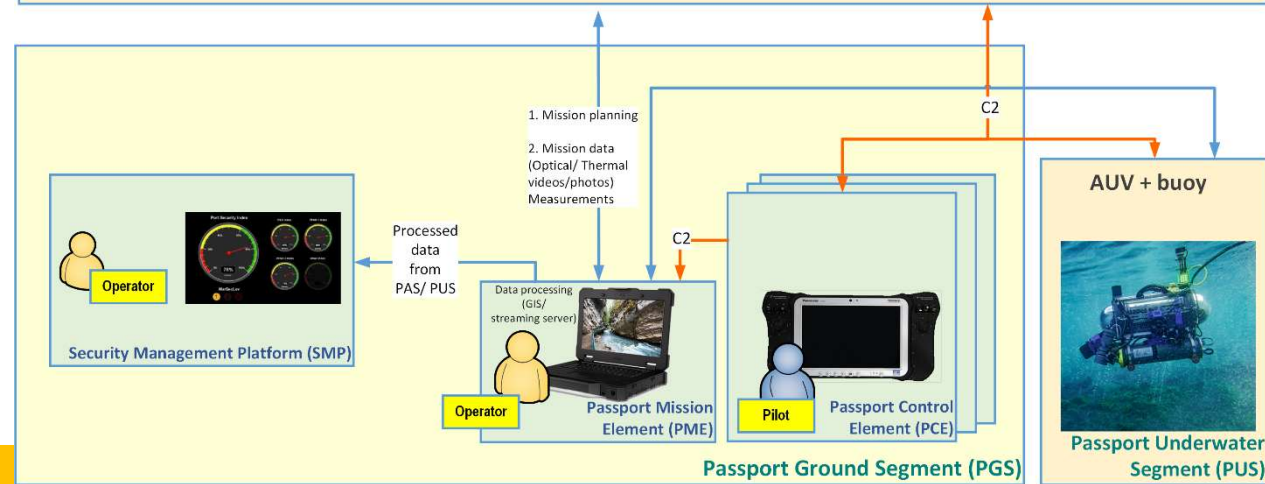 1. Mission planning
2. Mission data
(Optical/ Thermal
videos/photos)
Measurements
C2
AUV + buoy
Processed
data
from
PAS/ PUS
C2
Operator
Security Management Platform (SMP)
Data processing
(GIS/
streaming server)
Operator
Passport Mission
Element (PME)
Pilot
Passport Control
Element (PCE)
Passport Underwater
Segment (PUS)
Passport Ground Segment (PGS)